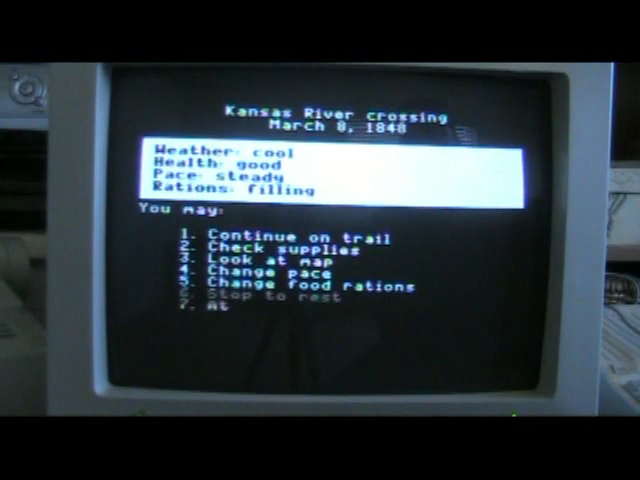 Kansas River crossing
March 8, 1848
Weather: cool
Health: good
Pace: steady
Rations: filling
You may:
1. Continue on trail
2. Check supplies
3. Look at map
4. Change pace
5. Change food rations
6. Stop to rest
7. At